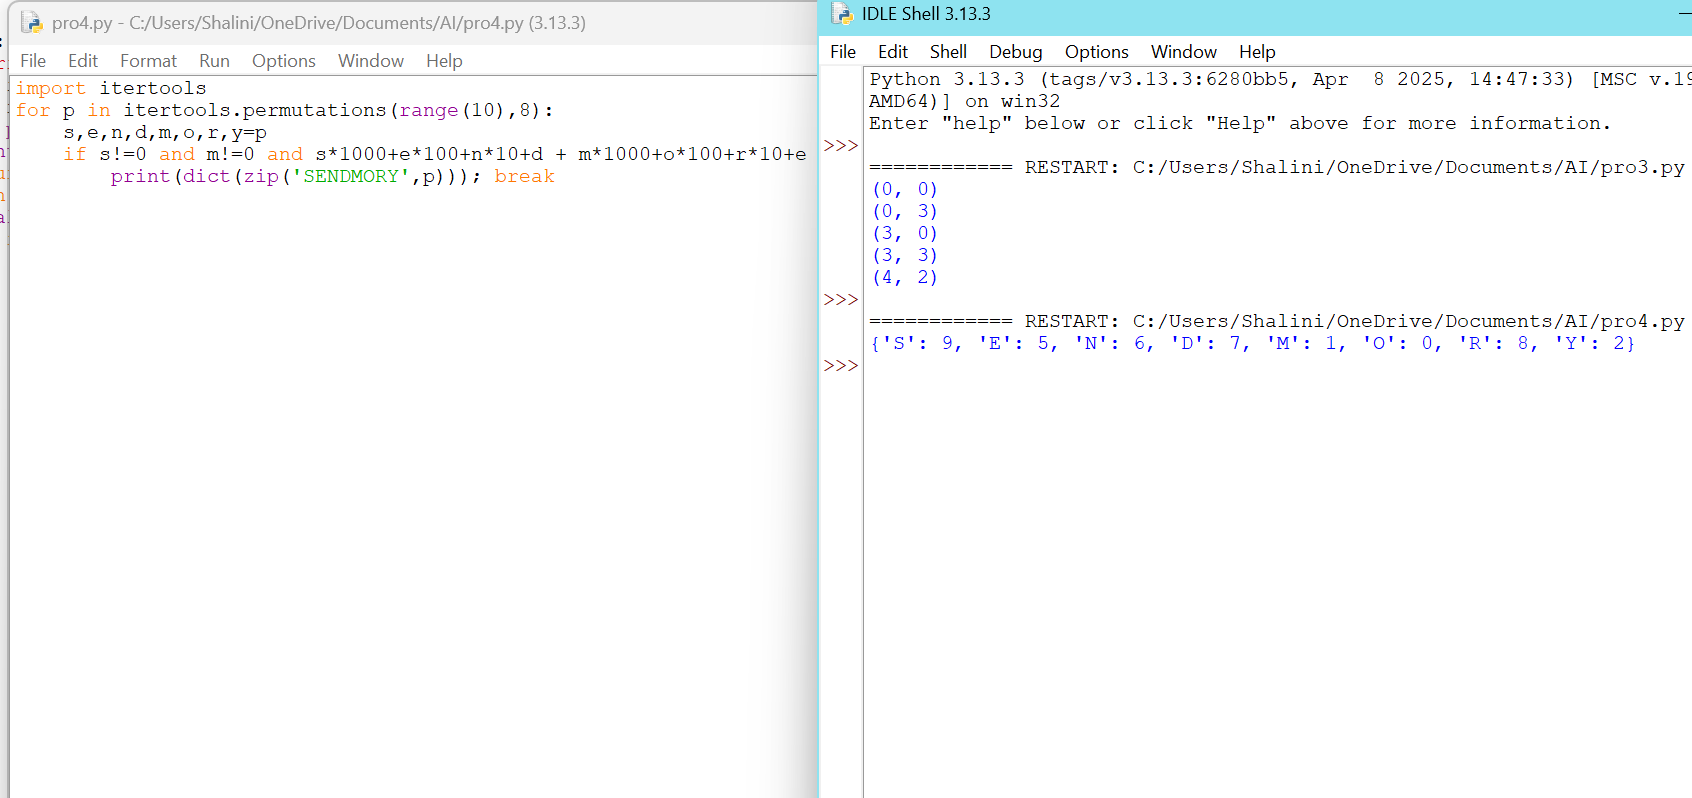 pro4.py - C:/Users/Shalini/OneDrive/Documents/AI/pro4.py (3.13.3)
File Edit Format Run Options Window Help
import itertools
for p in itertools.permutations(range(10),8):
    s,e,n,d,m,o,r,y=p
    if s!=0 and m!=0 and s*1000+e*100+n*10+d + m*1000+o*100+r*10+e
        print(dict(zip('SENDMORY',p))); break
IDLE Shell 3.13.3
File Edit Shell Debug Options Window Help
Python 3.13.3 (tags/v3.13.3:6280bb5, Apr  8 2025, 14:47:33) [MSC v.19
AMD64)] on win32
Enter "help" below or click "Help" above for more information.
>>>
============ RESTART: C:/Users/Shalini/OneDrive/Documents/AI/pro3.py
(0, 0)
(0, 3)
(3, 0)
(3, 3)
(4, 2)
>>>
============ RESTART: C:/Users/Shalini/OneDrive/Documents/AI/pro4.py
{'S': 9, 'E': 5, 'N': 6, 'D': 7, 'M': 1, 'O': 0, 'R': 8, 'Y': 2}
>>>